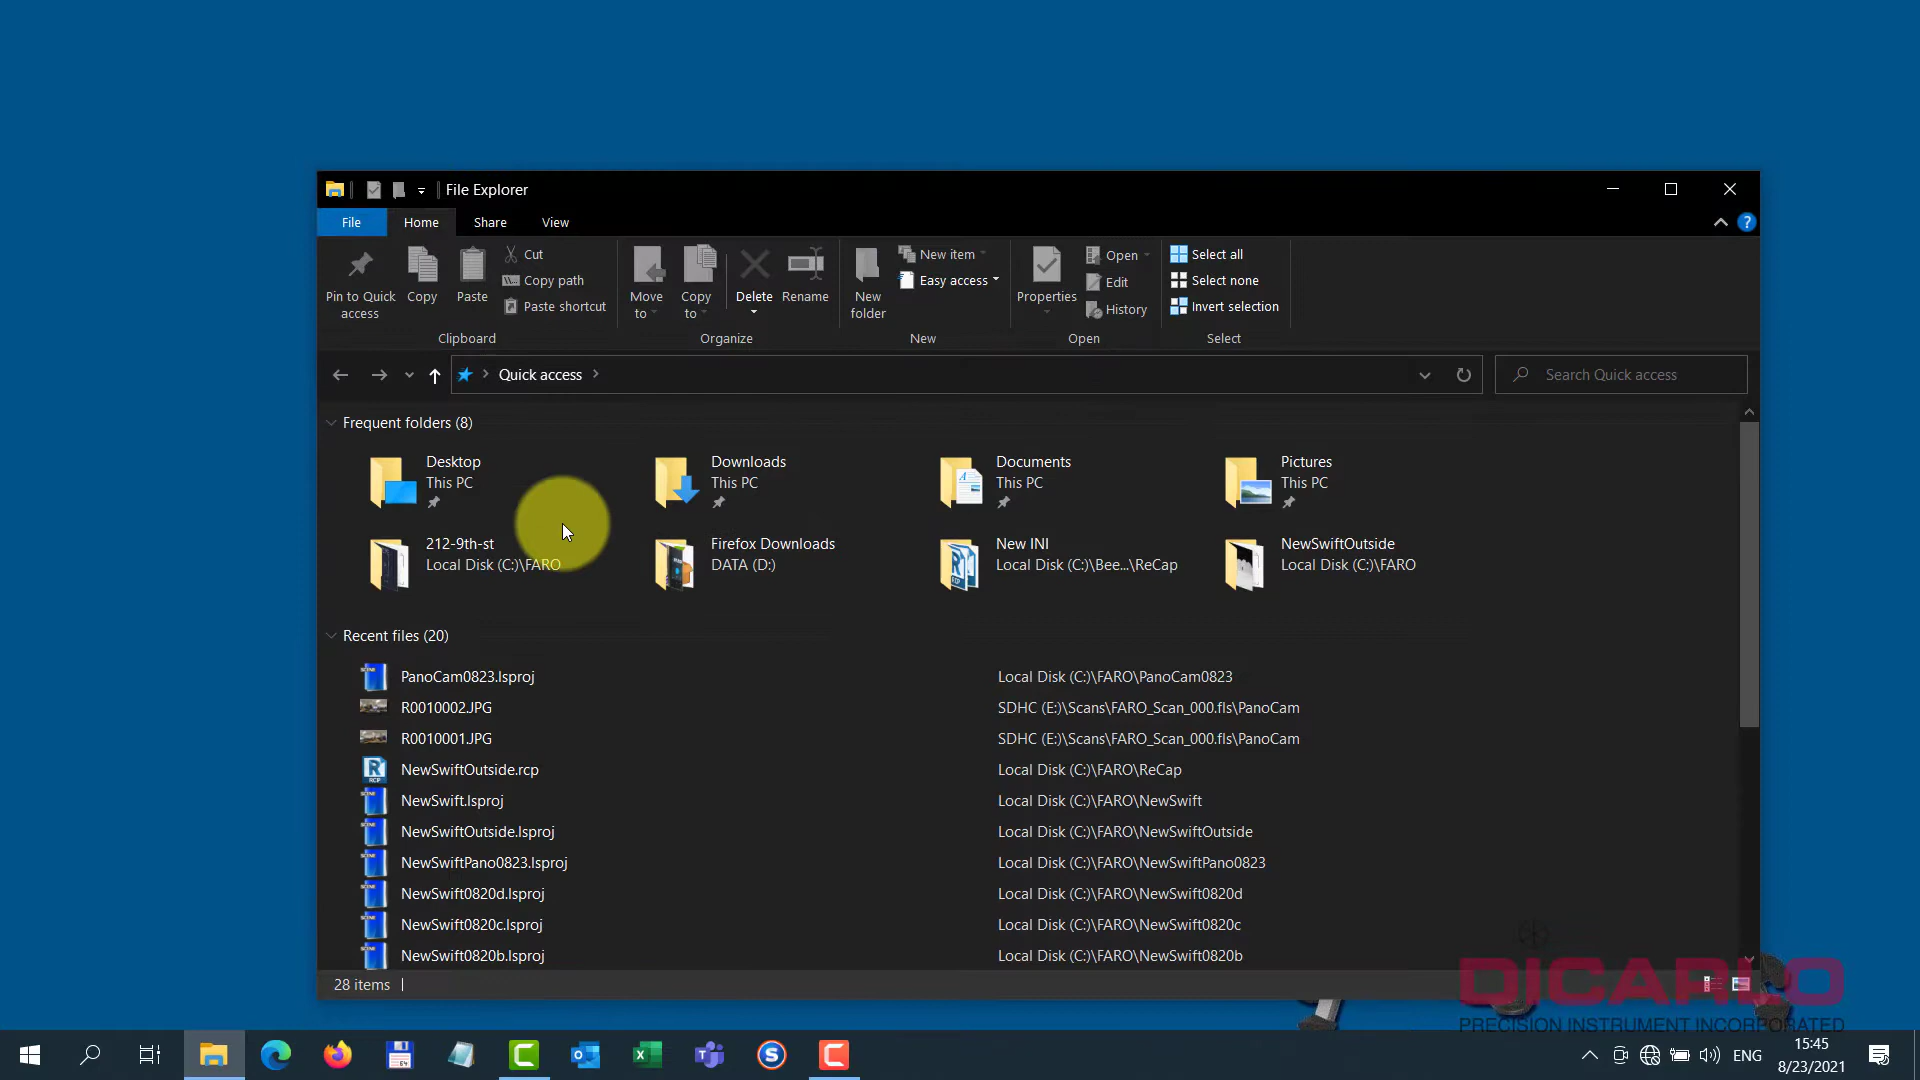 File Explorer
File Home Share View
Pin to Quick access
Copy
Paste
Cut
Copy path
Paste shortcut
Clipboard
Move to
Copy to
Delete
Rename
Organize
New folder
New item
Easy access
New
Properties
Open
Edit
History
Open
Select all
Select none
Invert selection
Select
Quick access
Search Quick access
Frequent folders (8)
Desktop
This PC
Downloads
This PC
Documents
This PC
Pictures
This PC
212-9th-st
Local Disk (C:)\FARO
Firefox Downloads
DATA (D:)
New INI
Local Disk (C:)\Bee...\ReCap
NewSwiftOutside
Local Disk (C:)\FARO
Recent files (20)
PanoCam0823.lsproj Local Disk (C:)\FARO\PanoCam0823
R0010002.JPG SDHC (E:)\Scans\FARO_Scan_000.fls\PanoCam
R0010001.JPG SDHC (E:)\Scans\FARO_Scan_000.fls\PanoCam
NewSwiftOutside.rcp Local Disk (C:)\FARO\ReCap
NewSwift.lsproj Local Disk (C:)\FARO\NewSwift
NewSwiftOutside.lsproj Local Disk (C:)\FARO\NewSwiftOutside
NewSwiftPano0823.lsproj Local Disk (C:)\FARO\NewSwiftPano0823
NewSwift0820d.lsproj Local Disk (C:)\FARO\NewSwift0820d
NewSwift0820c.lsproj Local Disk (C:)\FARO\NewSwift0820c
NewSwift0820b.lsproj Local Disk (C:)\FARO\NewSwift0820b
28 items
DICARLO
PRECISION INSTRUMENT INCORPORATED
ENG
15:45
8/23/2021